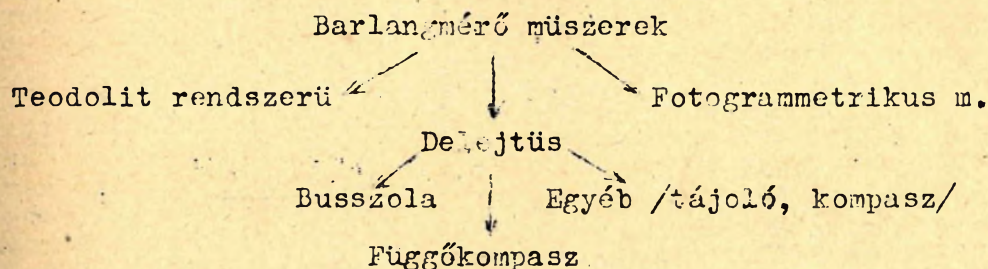 Barlangmérő müszerek
Teodolit rendszerü Fotogrammetrikus m.
Delejtüs
Busszola Egyéb /tájoló, kompasz/
Függőkompasz